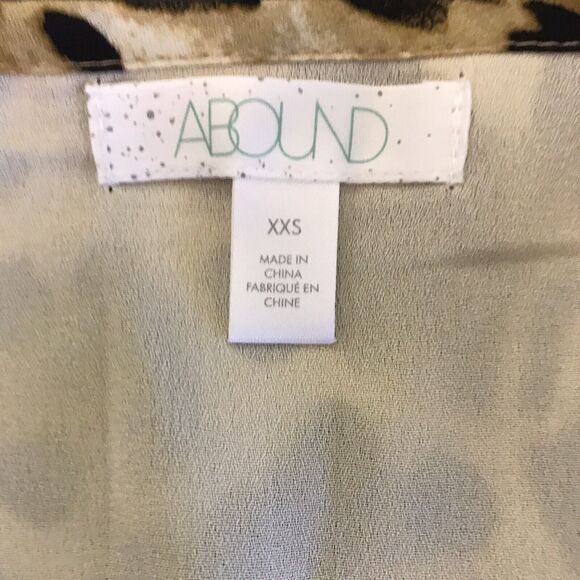 ABOUND
XXS
MADE IN
CHINA
FABRIQUÉ EN
CHINE